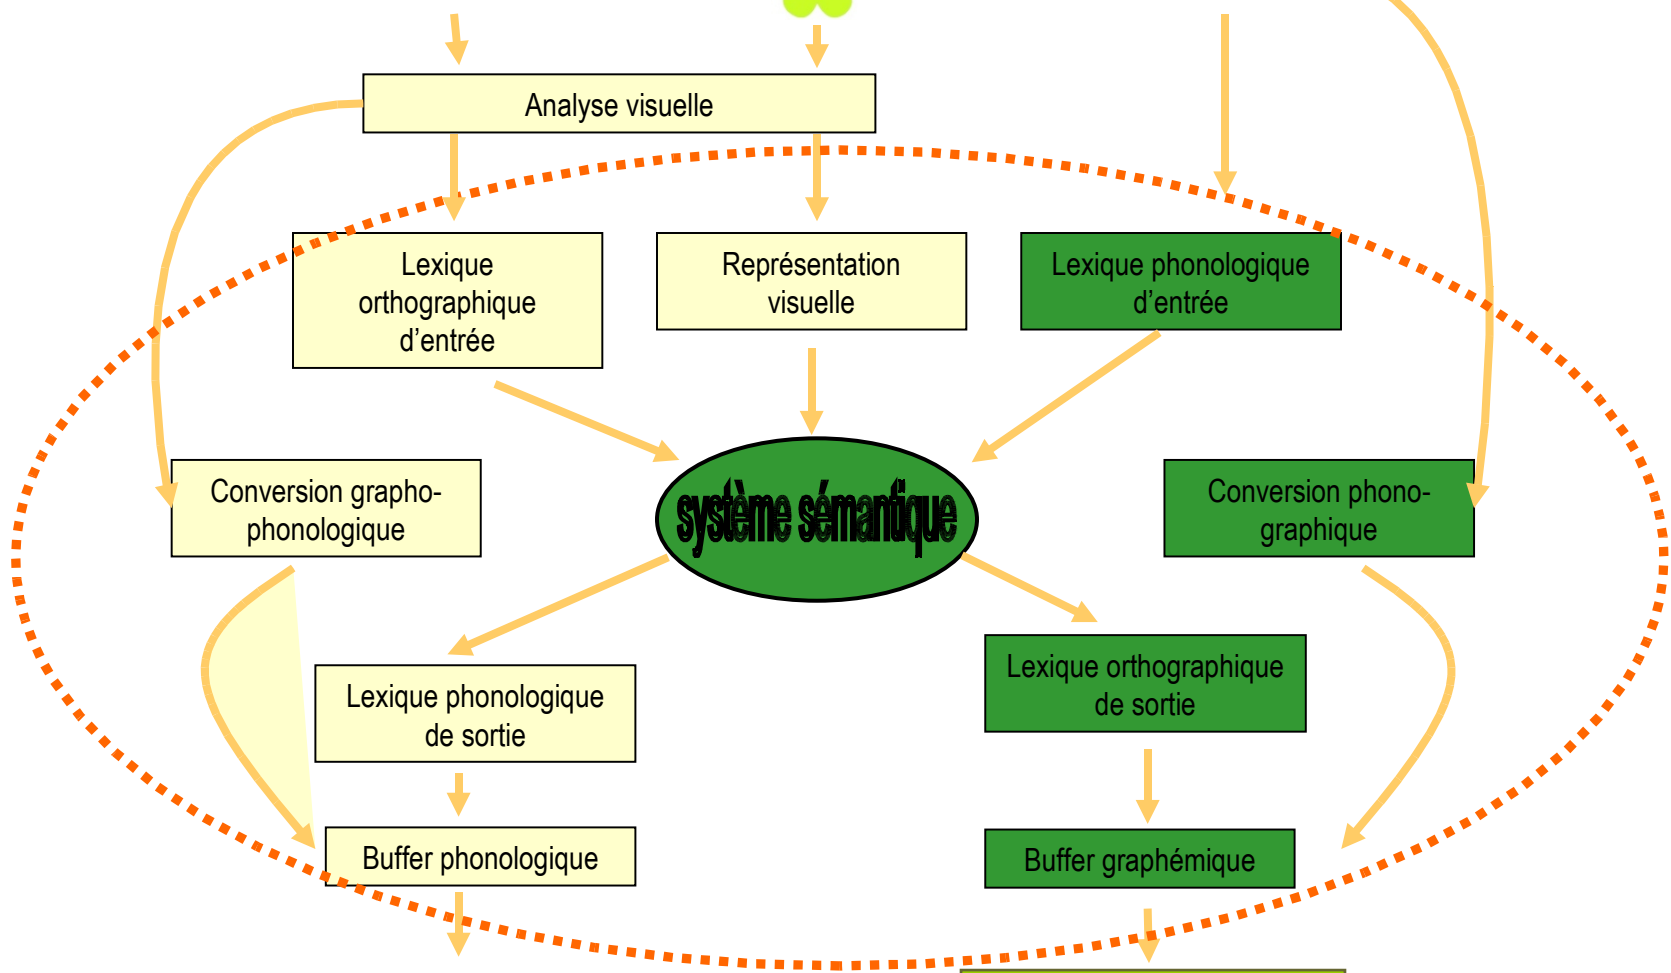 Analyse visuelle
Lexique
orthographique
d’entrée
Représentation
visuelle
Lexique phonologique
d’entrée
Conversion grapho-
phonologique
système sémantique
Conversion phono-
graphique
Lexique phonologique
de sortie
Lexique orthographique
de sortie
Buffer phonologique
Buffer graphémique